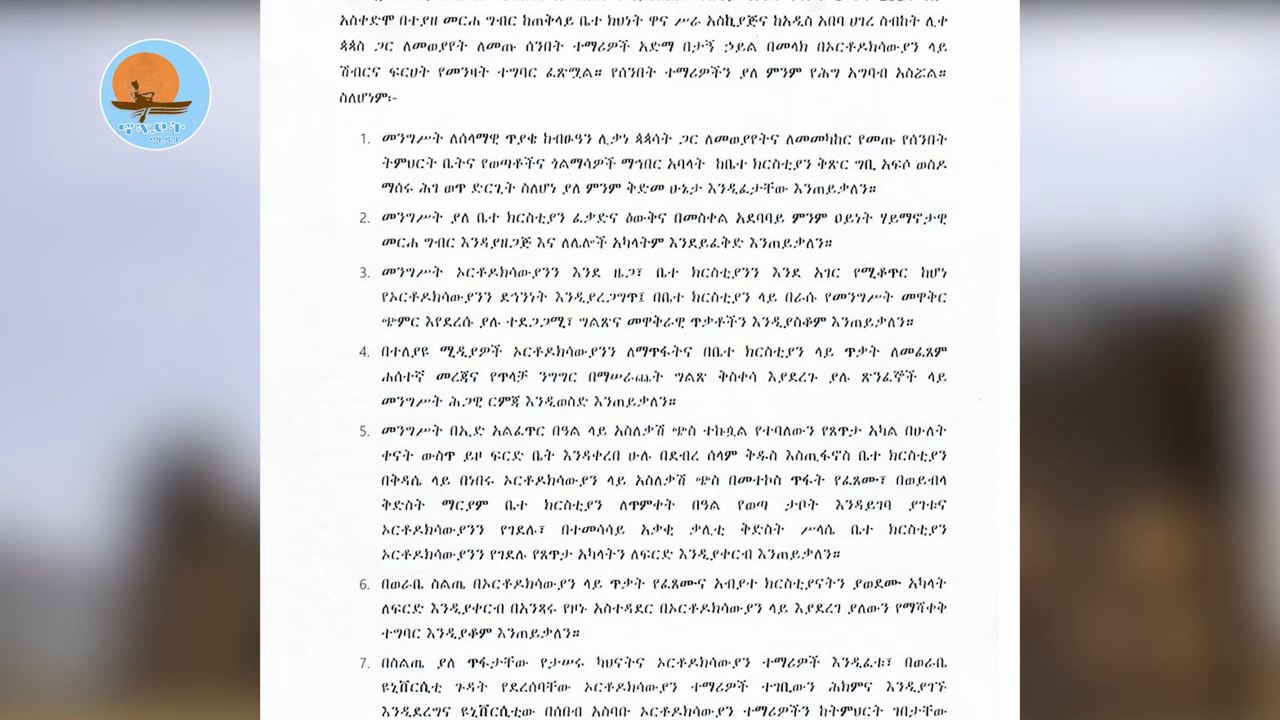 አስቀድሞ በተያዘ መርሐ ግብር ከጠቅላይ ቤተ ክህነት ዋና ሥራ አስኪያጅና ከአዲስ አበባ ሀገረ ስብከት ሊቀ
ጳጳስ ጋር ለመወያየት ለመጡ ሰንበት ተማሪዎች አድማ በታኝ ኃይል በመላክ በኦርቶዶክሳውያን ላይ
ሽብርና ፍርሀት የመንዛት ተግባር ፈጽሟል። የሰንበት ተማሪዎችን ያለ ምንም የሕግ አግባብ አስሯል።
ስለሆነም፡-
1. መንግሥት ለሰላማዊ ጥያቄ ከብፁዓን ሊቃነ ጳጳሳት ጋር ለመወያየትና ለመመካከር የመጡ የሰንበት
ትምህርት ቤትና የወጣቶችና ጎልማሳዎች ማኅበር አባላት ከቤተ ክርስቲያን ቅጽር ግቢ አፍሶ ወስዶ
ማሰሩ ሕገ ወጥ ድርጊት ስለሆነ ያለ ምንም ቅድመ ሁኔታ እንዲፈታቸው እንጠይቃለን።
2. መንግሥት ያለ ቤተ ክርስቲያን ፈቃድና ዕውቅና በመስቀል አደባባይ ምንም ዐይነት ሃይማኖታዊ
መርሐ ግብር እንዳያዘጋጅ እና ለሌሎች አካላትም እንደይፈቅድ እንጠይቃለን።
3. መንግሥት ኦርቶዶክሳውያንን እንደ ዜጋ፣ ቤተ ክርስቲያንን እንደ አገር የሚቆጥር ከሆነ
የኦርቶዶክሳውያንን ደኅንነት እንዲያረጋግጥ፤ በቤተ ክርስቲያን ላይ በራሱ የመንግሥት መዋቅር
ጭምር እየደረሱ ያሉ ተደጋጋሚ፣ ግልጽና መዋቅራዊ ጥቃቶችን እንዲያስቆም እንጠይቃለን።
4. በተለያዩ ሚዲያዎች ኦርቶዶክሳውያንን ለማጥፋትና በቤተ ክርስቲያን ላይ ጥቃት ለመፈጸም
ሐሰተኛ መረጃና የጥላቻ ንግግር በማሠራጨት ግልጽ ቅስቀሳ እያደረጉ ያሉ ጽንፈኞች ላይ
መንግሥት ሕጋዊ ርምጃ እንዲወስድ እንጠይቃለን።
5. መንግሥት በኢድ አልፈጥር በዓል ላይ አስለቃሽ ጭስ ተኩሷል የተባለውን የጸጥታ አካል በሁለት
ቀናት ውስጥ ይዞ ፍርድ ቤት እንዳቀረበ ሁሉ በደብረ ሰላም ቅዱስ እስጢፋኖስ ቤተ ክርስቲያን
በቅዳሴ ላይ በነበሩ ኦርቶዶክሳውያን ላይ አስለቃሽ ጭስ በመተኮስ ጥፋት የፈጸሙ፣ በወይብላ
ቅድስት ማርያም ቤተ ክርስቲያን ለጥምቀት በዓል የወጣ ታቦት እንዳይገባ ያገቱና
ኦርቶዶክሳውያንን የገደሉ፣ በተመሳሳይ አቃቂ ቃሊቲ ቅድስት ሥላሴ ቤተ ክርስቲያን
ኦርቶዶክሳውያንን የገደሉ የጸጥታ አካላትን ለፍርድ እንዲያቀርብ እንጠይቃለን።
6. በወራቤ ስልጤ በኦርቶዶክሳውያን ላይ ጥቃት የፈጸሙና አብያተ ክርስቲያናትን ያወደሙ አካላት
ለፍርድ እንዲያቀርብ በአንጻሩ የዞኑ አስተዳደር በኦርቶዶክሳውያን ላይ እያደረገ ያለውን የማሸቀቅ
ተግባር እንዲያቆም እንጠይቃለን።
7. በስልጤ ያለ ጥፋታቸው የታሠሩ ካህናትና ኦርቶዶክሳውያን ተማሪዎች እንዲፈቱ፣ በወራቤ
ዩኒቨርሲቲ ጉዳት የደረሰባቸው ኦርቶዶክሳውያን ተማሪዎች ተገቢውን ሕክምና እንዲያገኙ
እንዲደረግና ዩኒቨርሲቲው በሰበብ አስባቡ ኦርቶዶክሳውያን ተማሪዎችን ከትምህርት ገበታቸው